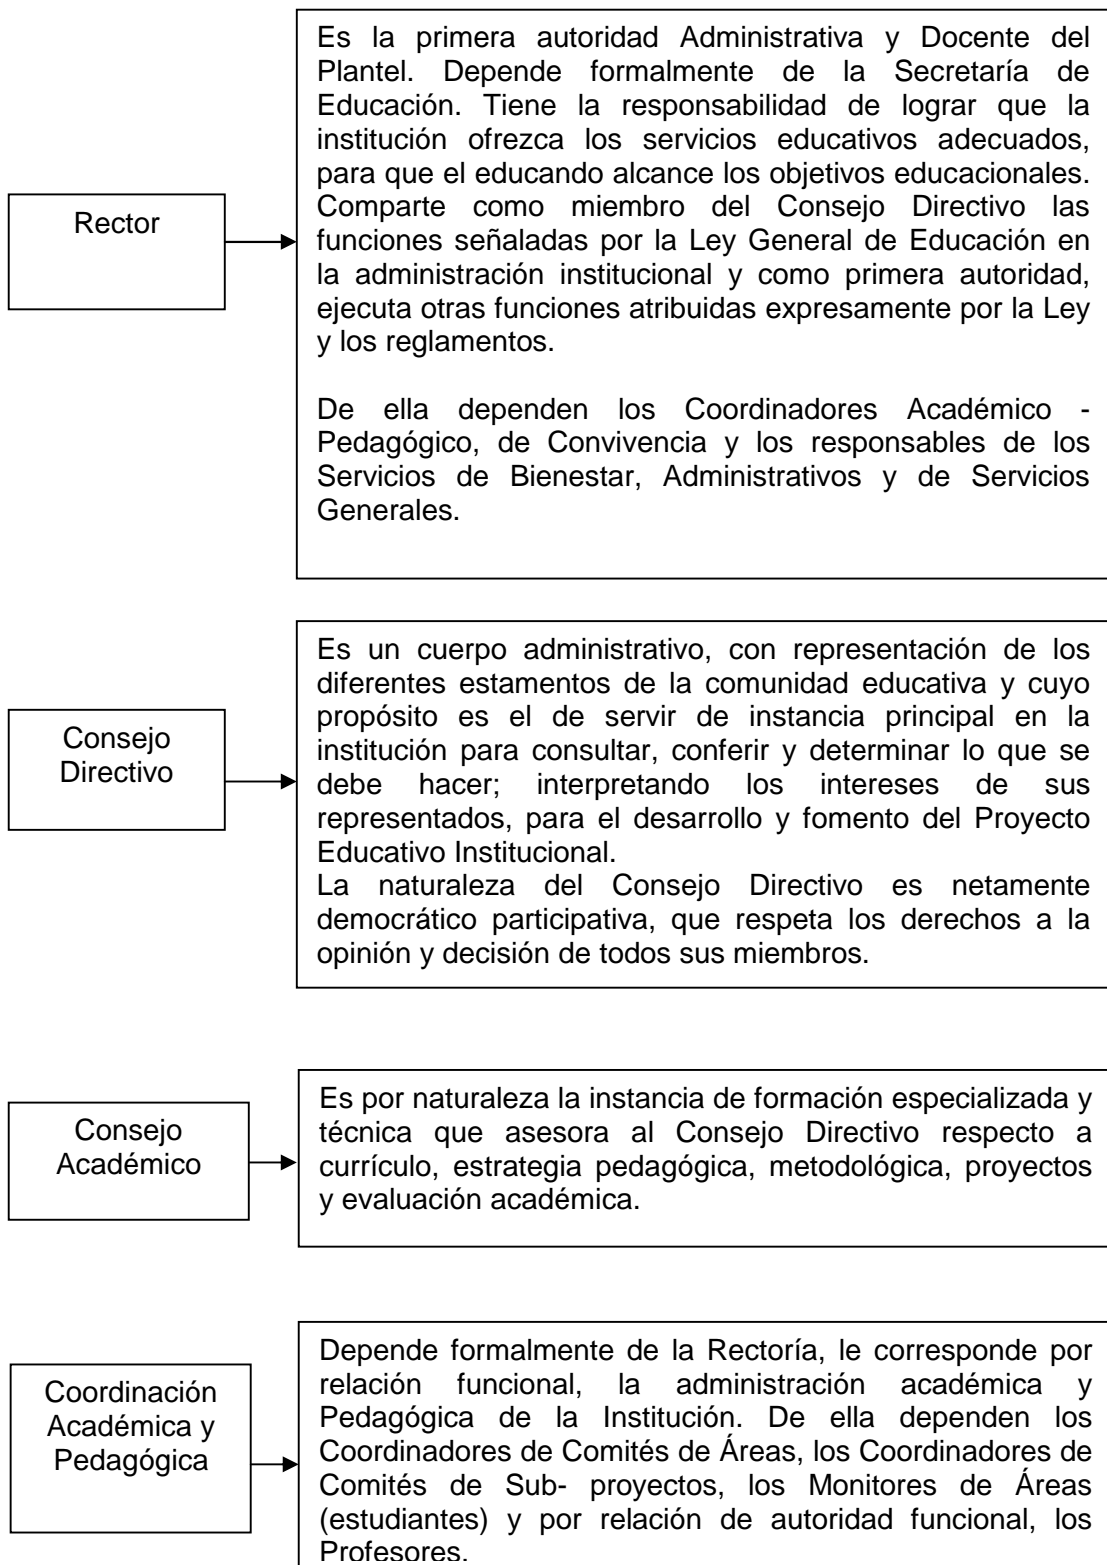 Rector
Es la primera autoridad Administrativa y Docente del
Plantel. Depende formalmente de la Secretaría de
Educación. Tiene la responsabilidad de lograr que la
institución ofrezca los servicios educativos adecuados,
para que el educando alcance los objetivos educacionales.
Comparte como miembro del Consejo Directivo las
funciones señaladas por la Ley General de Educación en
la administración institucional y como primera autoridad,
ejecuta otras funciones atribuidas expresamente por la Ley
y los reglamentos.
De ella dependen los Coordinadores Académico -
Pedagógico, de Convivencia y los responsables de los
Servicios de Bienestar, Administrativos y de Servicios
Generales.
Consejo
Directivo
Es un cuerpo administrativo, con representación de los
diferentes estamentos de la comunidad educativa y cuyo
propósito es el de servir de instancia principal en la
institución para consultar, conferir y determinar lo que se
debe hacer; interpretando los intereses de sus
representados, para el desarrollo y fomento del Proyecto
Educativo Institucional.
La naturaleza del Consejo Directivo es netamente
democrático participativa, que respeta los derechos a la
opinión y decisión de todos sus miembros.
Consejo
Académico
Es por naturaleza la instancia de formación especializada y
técnica que asesora al Consejo Directivo respecto a
currículo, estrategia pedagógica, metodológica, proyectos
y evaluación académica.
Coordinación
Académica y
Pedagógica
Depende formalmente de la Rectoría, le corresponde por
relación funcional, la administración académica y
Pedagógica de la Institución. De ella dependen los
Coordinadores de Comités de Áreas, los Coordinadores de
Comités de Sub- proyectos, los Monitores de Áreas
(estudiantes) y por relación de autoridad funcional, los
Profesores.